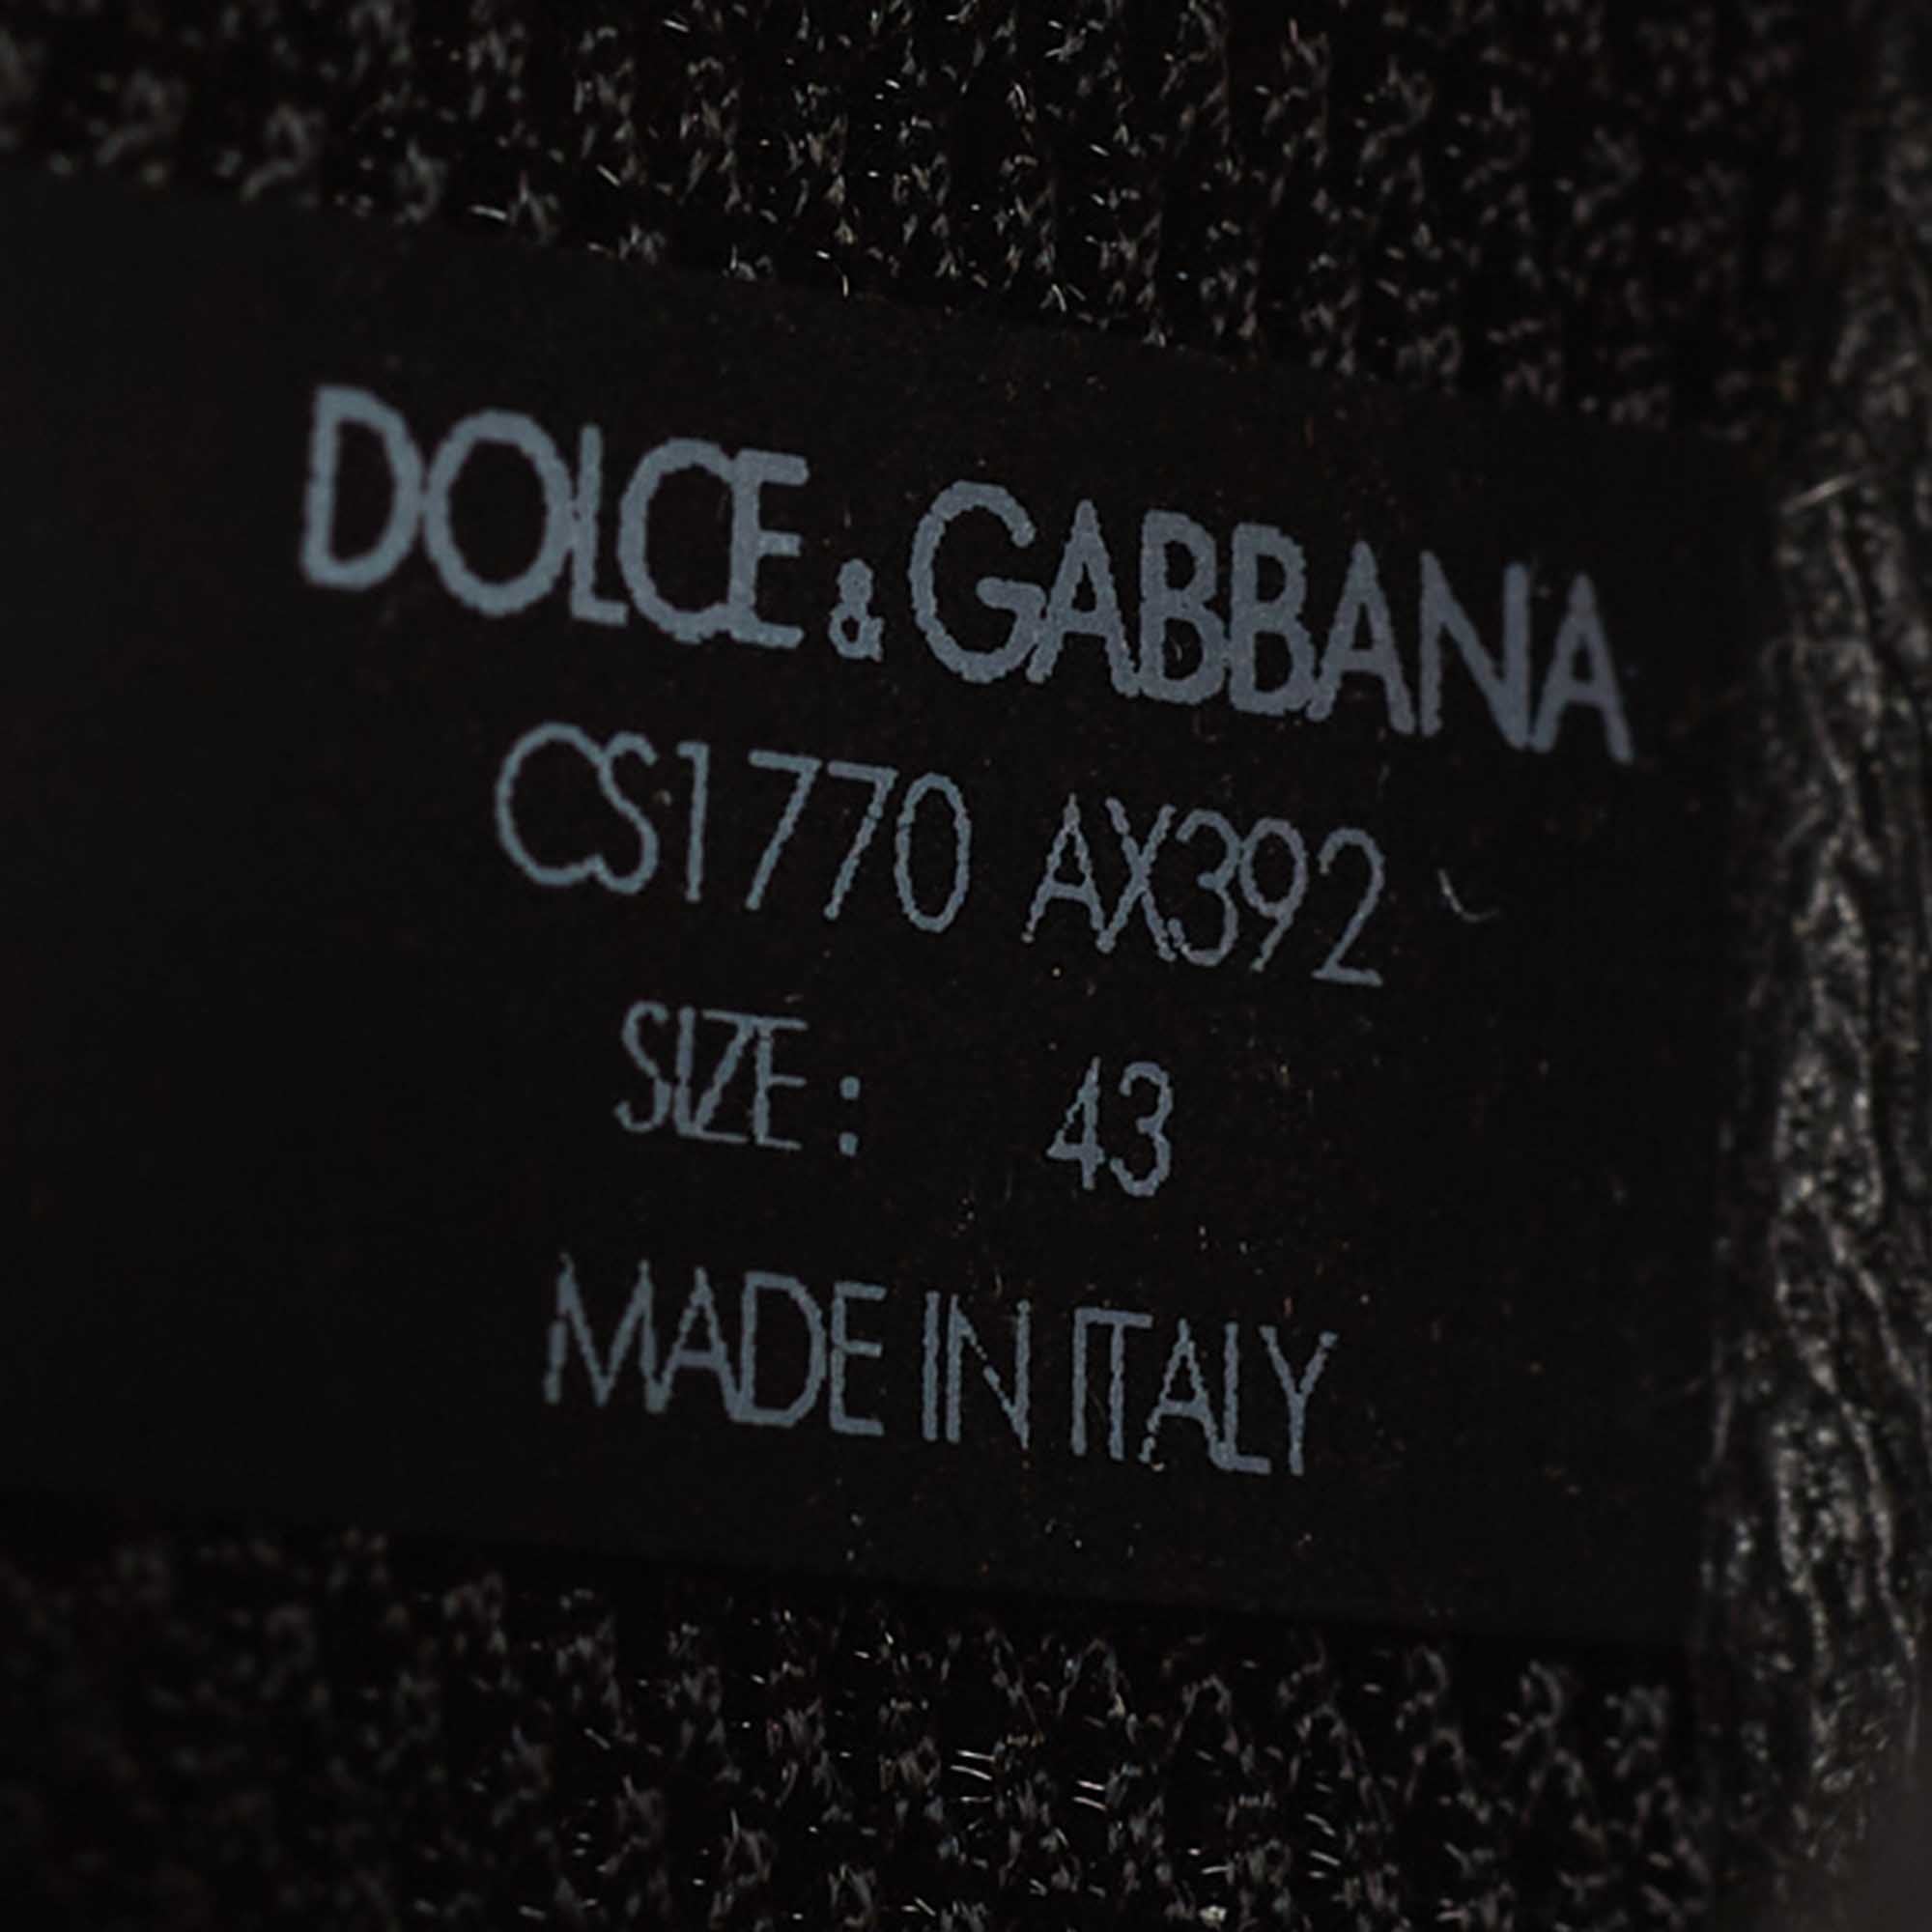 DOLCE & GABBANA
CS1770 AX392
SIZE: 43
MADE IN ITALY